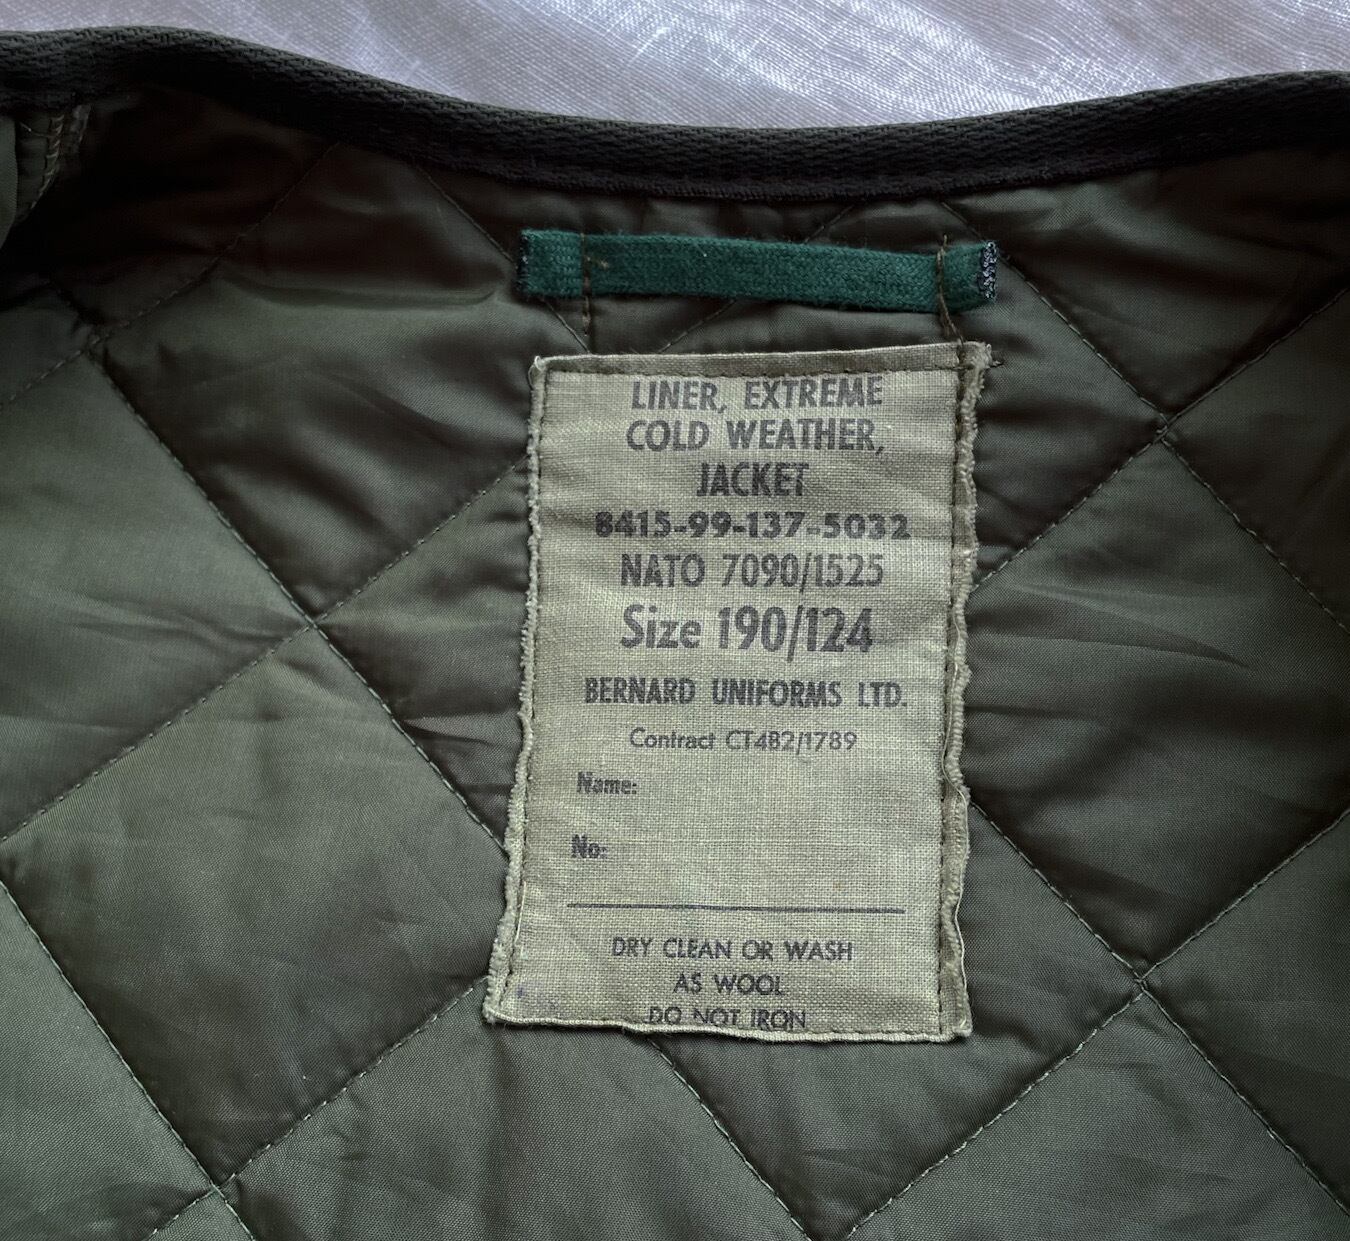 LINER, EXTREME
COLD WEATHER,
JACKET
8415-99-137-5032
NATO 7090/1525
Size 190/124
BERNARD UNIFORMS LTD.
Contract CT4B2/1789
Name:
No:
DRY CLEAN OR WASH
AS WOOL
DO NOT IRON